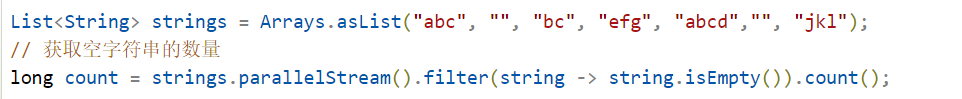 List<String> strings = Arrays.asList("abc", "", "bc", "efg", "abcd","", "jkl");
// 获取空字符串的数量
long count = strings.parallelStream().filter(string -> string.isEmpty()).count();